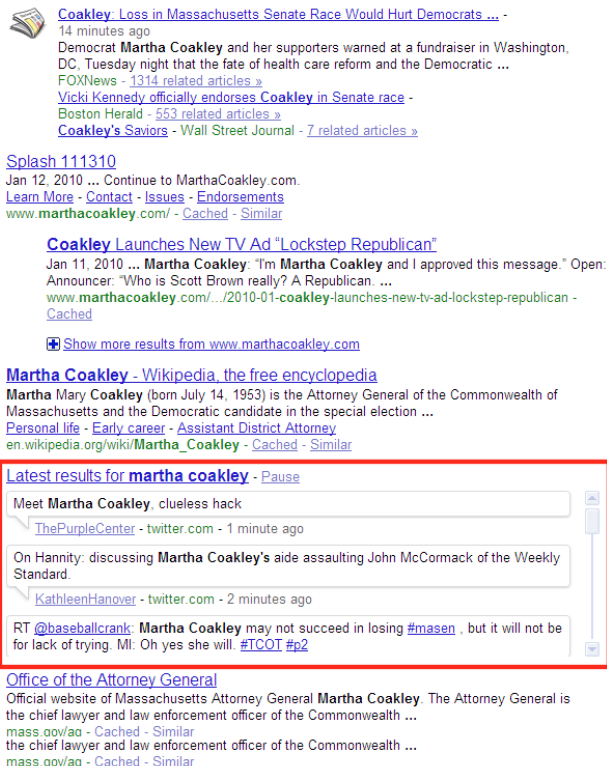 Coakley: Loss in Massachusetts Senate Race Would Hurt Democrats ... -
14 minutes ago
Democrat Martha Coakley and her supporters warned at a fundraiser in Washington,
DC, Tuesday night that the fate of health care reform and the Democratic ...
FOXNews - 1314 related articles »
Vicki Kennedy officially endorses Coakley in Senate race -
Boston Herald - 553 related articles »
Coakley's Saviors - Wall Street Journal - 7 related articles »
Splash 111310
Jan 12, 2010 ... Continue to MarthaCoakley.com.
Learn More - Contact - Issues - Endorsements
www.marthacoakley.com/ - Cached - Similar
Coakley Launches New TV Ad “Lockstep Republican”
Jan 11, 2010 ... Martha Coakley: “I'm Martha Coakley and I approved this message.” Open:
Announcer: “Who is Scott Brown really? A Republican. ...
www.marthacoakley.com/.../2010-01-coakley-launches-new-tv-ad-lockstep-republican -
Cached
Show more results from www.marthacoakley.com
Martha Coakley - Wikipedia, the free encyclopedia
Martha Mary Coakley (born July 14, 1953) is the Attorney General of the Commonwealth of
Massachusetts and the Democratic candidate in the special election ...
Personal life - Early career - Assistant District Attorney
en.wikipedia.org/wiki/Martha_Coakley - Cached - Similar
Latest results for martha coakley - Pause
Meet Martha Coakley, clueless hack
ThePurpleCenter - twitter.com - 1 minute ago
On Hannity: discussing Martha Coakley's aide assaulting John McCormack of the Weekly
Standard.
KathleenHanover - twitter.com - 2 minutes ago
RT @baseballcrank: Martha Coakley may not succeed in losing #masen , but it will not be
for lack of trying. MI: Oh yes she will. #TCOT #p2
Office of the Attorney General
Official website of Massachusetts Attorney General Martha Coakley. The Attorney General is
the chief lawyer and law enforcement officer of the Commonwealth ...
mass.gov/ag - Cached - Similar
the chief lawyer and law enforcement officer of the Commonwealth ...
mass.gov/ag - Cached - Similar